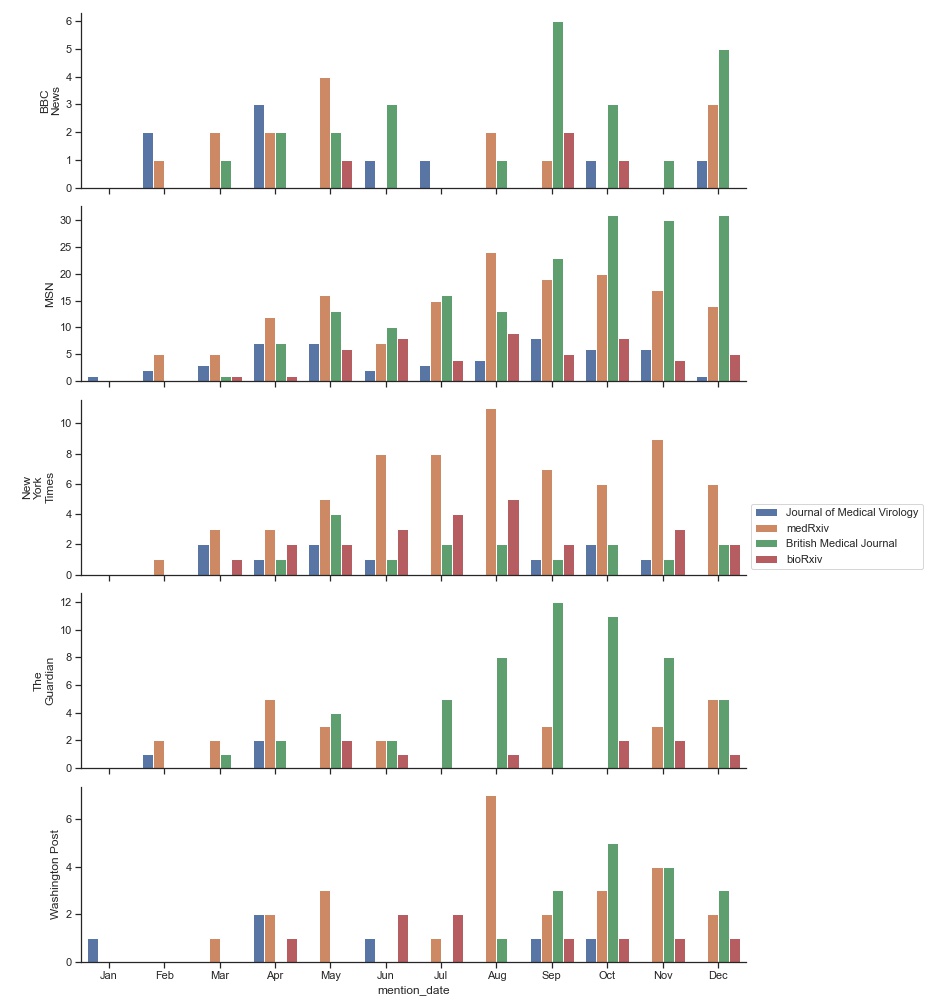 6
5
4
3
2
1
0
BBC
News
30
25
20
15
10
5
0
MSN
10
8
6
4
2
0
New
York
Times
Journal of Medical Virology
medRxiv
British Medical Journal
bioRxiv
12
10
8
6
4
2
0
The
Guardian
6
4
2
0
Washington Post
Jan Feb Mar Apr May Jun Jul Aug Sep Oct Nov Dec
mention_date